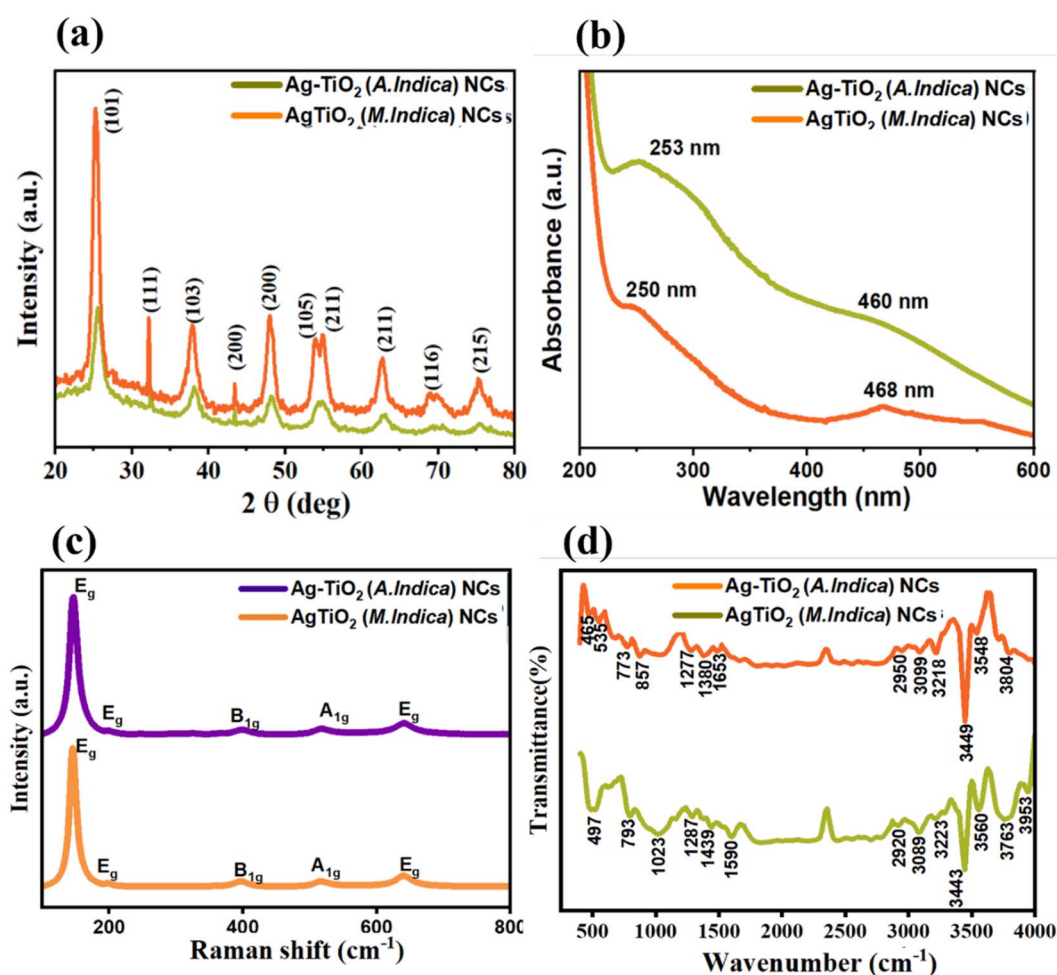 (a)
Ag-TiO2 (A.Indica) NCs
AgTiO2 (M.Indica) NCs
(101)
(111)
(103)
(200)
(200)
(105)
(211)
(211)
(116)
(215)
Intensity (a.u.)
20 30 40 50 60 70 80
2 θ (deg)
(b)
Ag-TiO2 (A.Indica) NCs
AgTiO2 (M.Indica) NCs)
253 nm
250 nm
460 nm
468 nm
Absorbance (a.u.)
200 300 400 500 600
Wavelength (nm)
(c)
Ag-TiO2 (A.Indica) NCs
AgTiO2 (M.Indica) NCs
Eg
Eg
B1g
A1g
Eg
Eg
Eg
B1g
A1g
Eg
Intensity (a.u.)
200 400 600 800
Raman shift (cm-1)
(d)
Ag-TiO2 (A.Indica) NCs
AgTiO2 (M.Indica) NCs
465
535
773
857
1277
1380
1653
2950
3099
3218
3449
3548
3804
497
793
1023
1287
1439
1590
2920
3089
3223
3443
3560
3763
3953
Transmittance(%)
500 1000 1500 2000 2500 3000 3500 4000
Wavenumber (cm-1)